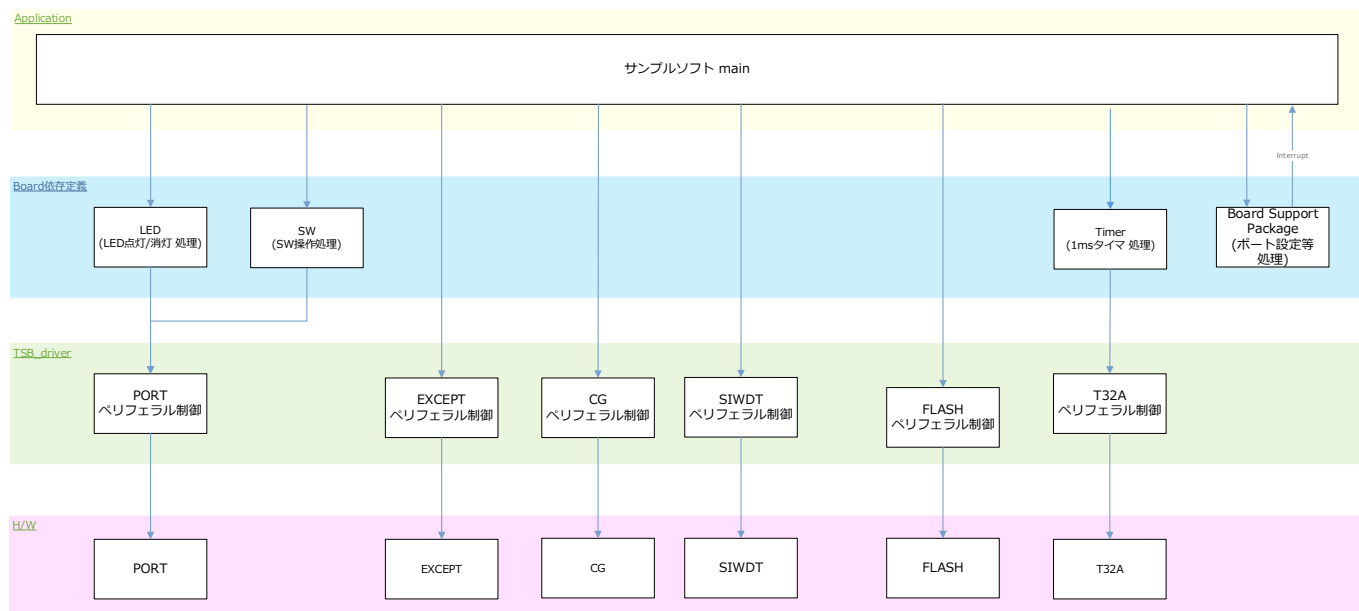 Application
サンプルソフト main
Interrupt
Board依存定義
LED
(LED点灯/消灯 処理)
SW
(SW操作処理)
Timer
(1msタイマ 処理)
Board Support
Package
(ポート設定等
処理)
TSB_driver
PORT
ペリフェラル制御
EXCEPT
ペリフェラル制御
CG
ペリフェラル制御
SIWDT
ペリフェラル制御
FLASH
ペリフェラル制御
T32A
ペリフェラル制御
H/W
PORT
EXCEPT
CG
SIWDT
FLASH
T32A